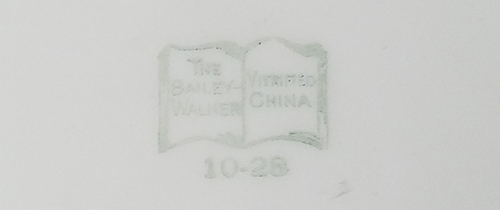 THE
BAILEY-
WALKER
VITRIFIED
CHINA
10-28